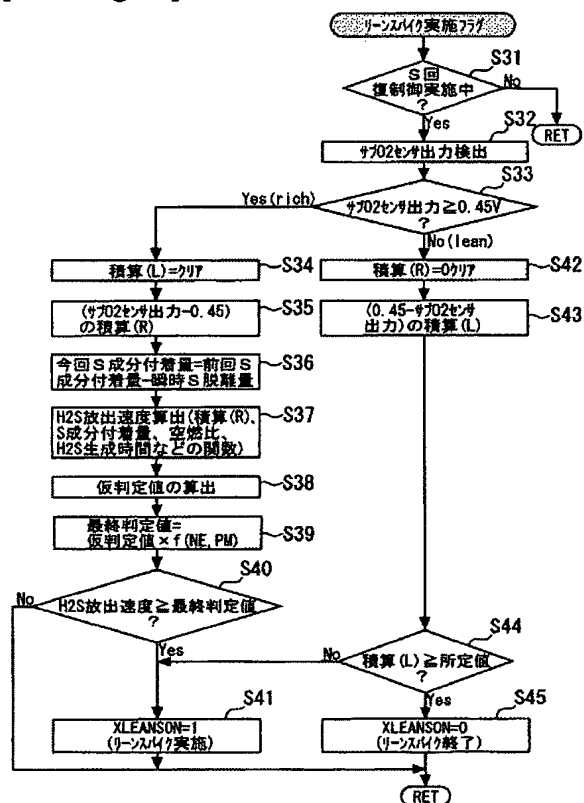 リーンスパイク実施フラグ
S31
S回
復制御実施中
?
No
Yes
RET
S32
サブO2センサ出力検出
S33
サブO2センサ出力≧0.45V
?
Yes(rich)
No(lean)
積算(L)=クリア
S34
積算(R)=0クリア
S42
(サブO2センサ出力-0.45)
の積算(R)
S35
(0.45-サブO2センサ
出力)の積算(L)
S43
今回S成分付着量=前回S
成分付着量-瞬時S脱離量
S36
H2S放出速度算出(積算(R)、
S成分付着量、空燃比、
H2S生成時間などの関数)
S37
仮判定値の算出
S38
最終判定値=
仮判定値×f(NE,PM)
S39
S40
H2S放出速度≧最終判定値
?
No
Yes
S44
積算(L)≧所定値
?
No
Yes
S41
XLEANSON=1
(リーンスパイク実施)
S45
XLEANSON=0
(リーンスパイク終了)
RET